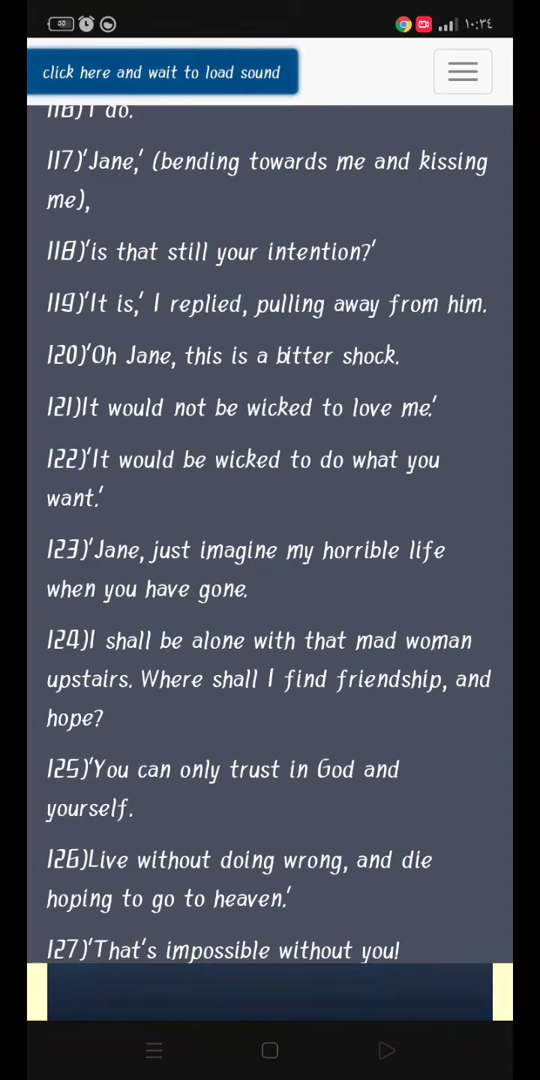 ١٠:٣٤
click here and wait to load sound
116)I do.
117)'Jane,' (bending towards me and kissing
me),
118)'is that still your intention?'
119)'It is,' I replied, pulling away from him.
120)'Oh Jane, this is a bitter shock.
121)It would not be wicked to love me.'
122)'It would be wicked to do what you
want.'
123)'Jane, just imagine my horrible life
when you have gone.
124)I shall be alone with that mad woman
upstairs. Where shall I find friendship, and
hope?
125)'You can only trust in God and
yourself.
126)Live without doing wrong, and die
hoping to go to heaven.'
127)'That's impossible without you!